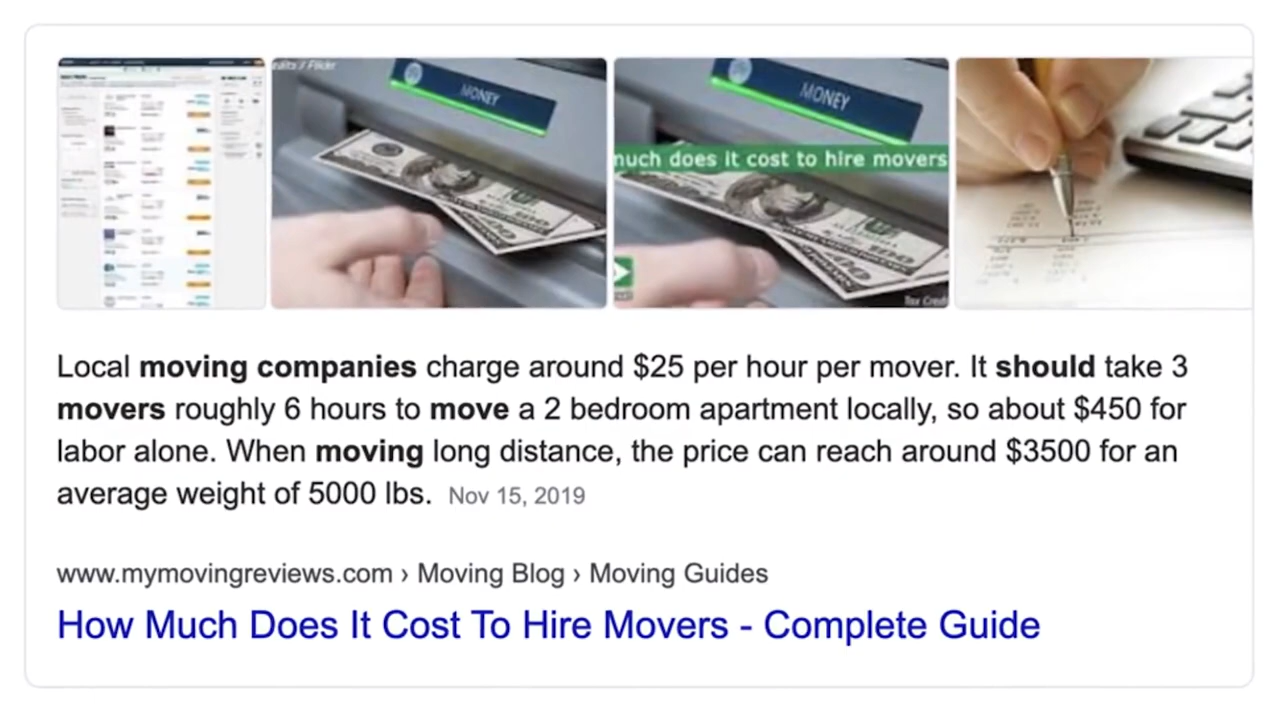 edits / Flickr
MONEY
MONEY
much does it cost to hire movers
Tax Credi
Local moving companies charge around $25 per hour per mover. It should take 3
movers roughly 6 hours to move a 2 bedroom apartment locally, so about $450 for
labor alone. When moving long distance, the price can reach around $3500 for an
average weight of 5000 lbs. Nov 15, 2019
www.mymovingreviews.com › Moving Blog › Moving Guides
How Much Does It Cost To Hire Movers - Complete Guide